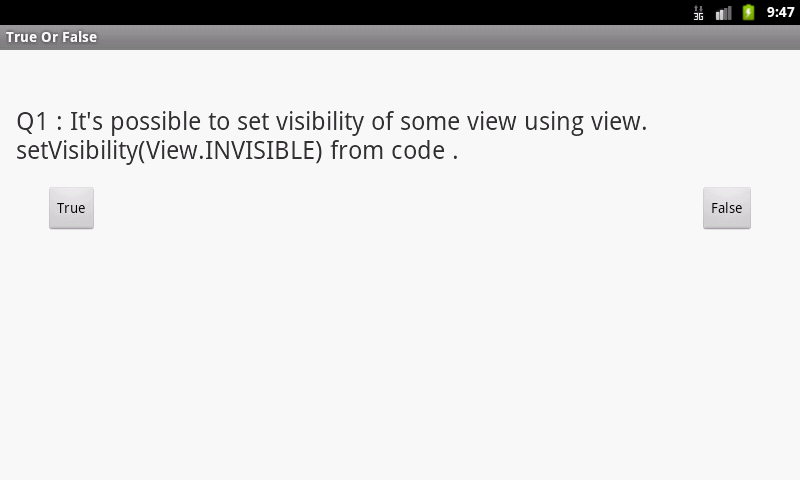 3G 9:47
True Or False
Q1 : It's possible to set visibility of some view using view.
setVisibility(View.INVISIBLE) from code .
True False